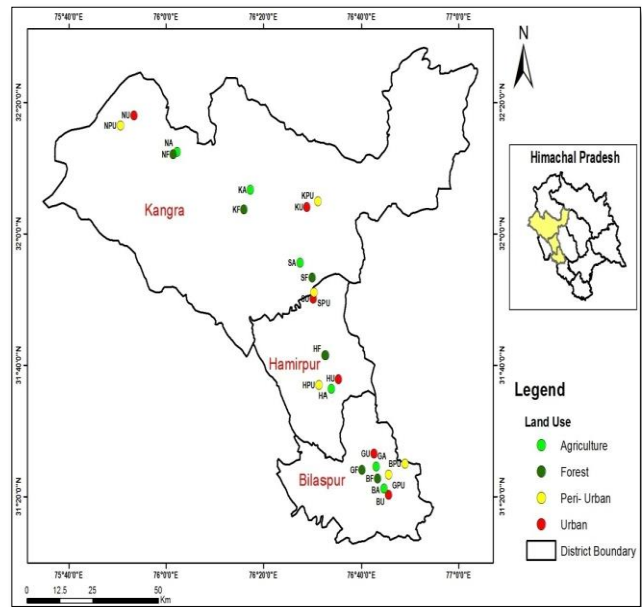 75°40'0"E 76°0'0"E 76°20'0"E 76°40'0"E 77°0'0"E
N
32°20'0"N 32°20'0"N
NU
NPU
NA
NF
Himachal Pradesh
KA
KPU
KF
KU
Kangra
32°0'0"N 32°0'0"N
SA
SF
SPU
HF
31°40'0"N 31°40'0"N
Hamirpur
HU
HPU
HA
Legend
Land Use
GU
GA
Agriculture
GF
BPU
BF
Forest
Bilaspur
GPU
BA
BU
Peri- Urban
31°20'0"N 31°20'0"N
Urban
District Boundary
0 12.5 25 50
Km
75°40'0"E 76°0'0"E 76°20'0"E 76°40'0"E 77°0'0"E